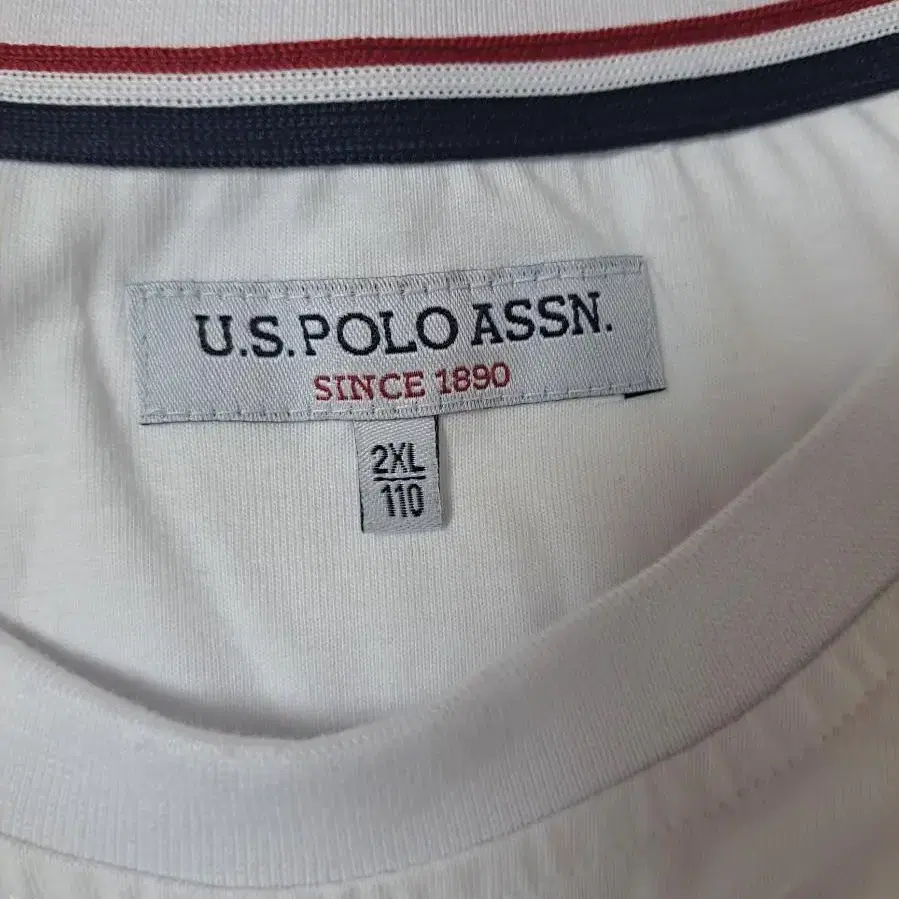 U.S. POLO ASSN.
SINCE 1890
2XL
110